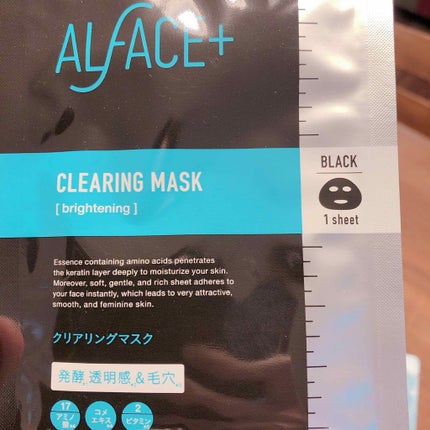 ALFACE+
BLACK
1 sheet
CLEARING MASK
[ brightening ]
Essence containing amino acids penetrates
the keratin layer deeply to moisturize your skin.
Moreover, soft, gentle, and rich sheet adheres to
your face instantly, which leads to very attractive,
smooth, and feminine skin.
クリアリングマスク
発酵、透明感、&毛穴。
17
アミノ
酸
コメ
エキス
2
ビタミン